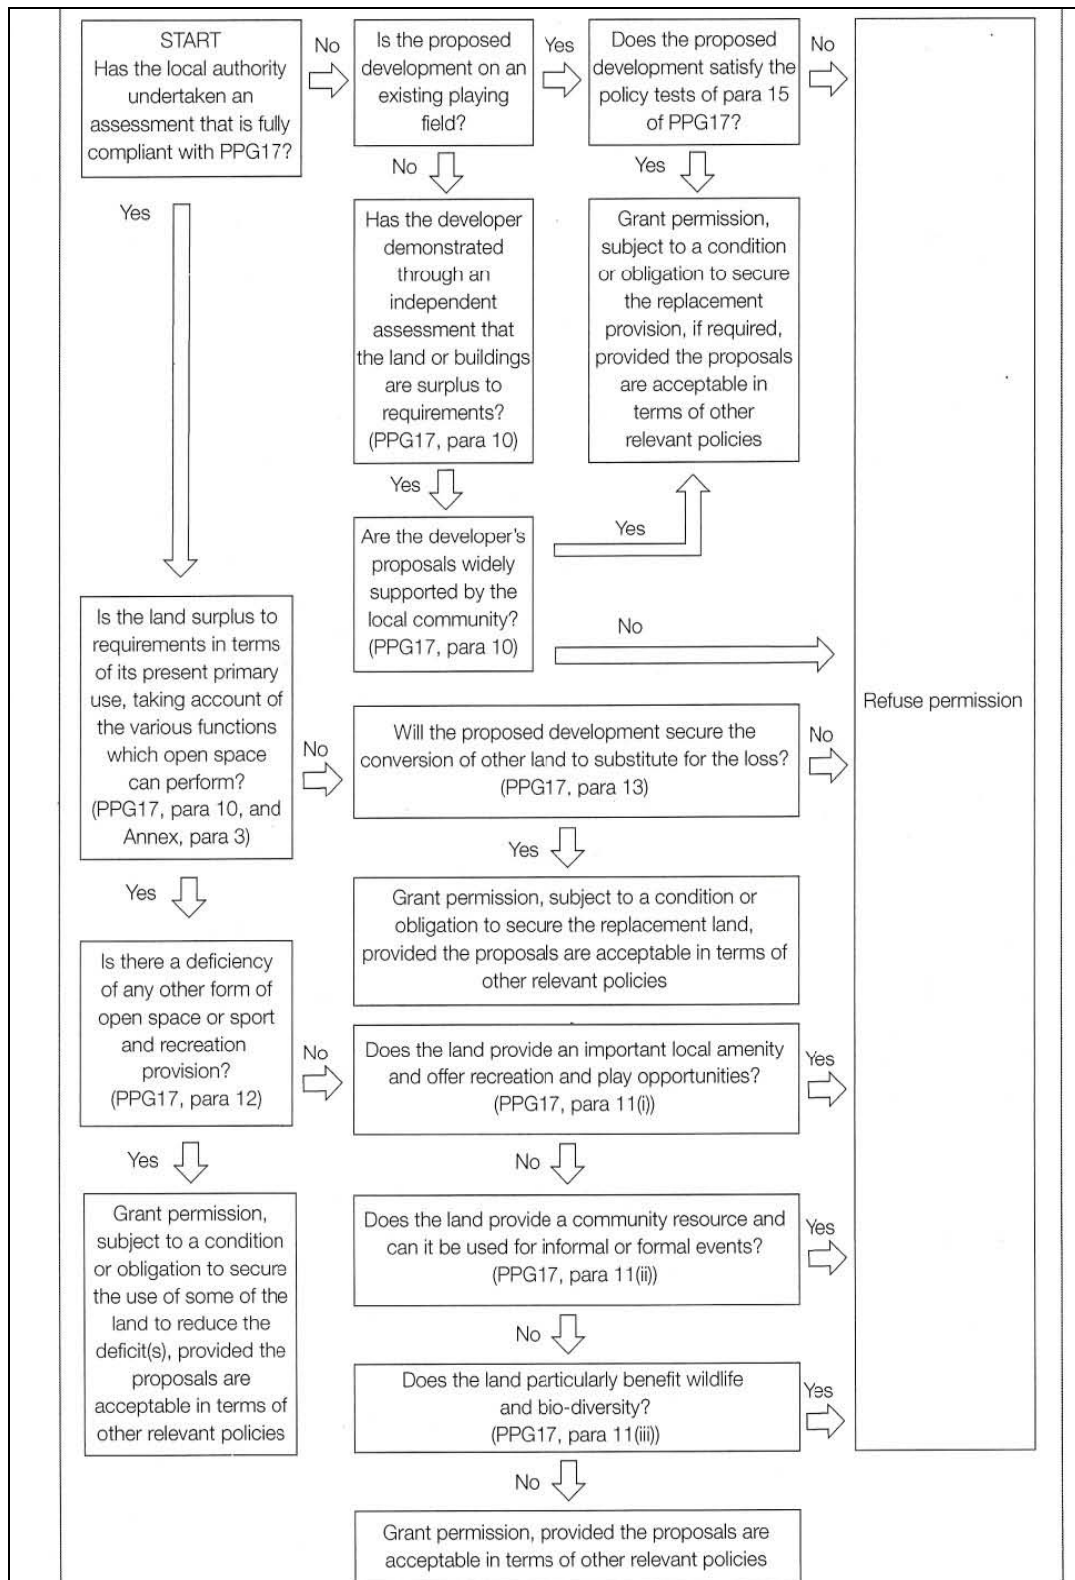 START
Has the local authority
undertaken an
assessment that is fully
compliant with PPG17?
No
Is the proposed
development on an
existing playing
field?
Yes
Does the proposed
development satisfy the
policy tests of para 15
of PPG17?
No
Yes
No
Yes
Has the developer
demonstrated
through an
independent
assessment that
the land or buildings
are surplus to
requirements?
(PPG17, para 10)
Grant permission,
subject to a condition
or obligation to secure
the replacement
provision, if required,
provided the proposals
are acceptable in
terms of other
relevant policies
Yes
Are the developer's
proposals widely
supported by the
local community?
(PPG17, para 10)
Yes
No
Refuse permission
Is the land surplus to
requirements in terms
of its present primary
use, taking account of
the various functions
which open space
can perform?
(PPG17, para 10, and
Annex, para 3)
No
Will the proposed development secure the
conversion of other land to substitute for the loss?
(PPG17, para 13)
No
Yes
Grant permission, subject to a condition or
obligation to secure the replacement land,
provided the proposals are acceptable in terms of
other relevant policies
Yes
Is there a deficiency
of any other form of
open space or sport
and recreation
provision?
(PPG17, para 12)
No
Does the land provide an important local amenity
and offer recreation and play opportunities?
(PPG17, para 11(i))
Yes
No
Yes
Grant permission,
subject to a condition
or obligation to secure
the use of some of the
land to reduce the
deficit(s), provided the
proposals are
acceptable in terms of
other relevant policies
Does the land provide a community resource and
can it be used for informal or formal events?
(PPG17, para 11(ii))
Yes
No
Does the land particularly benefit wildlife
and bio-diversity?
(PPG17, para 11(iii))
Yes
No
Grant permission, provided the proposals are
acceptable in terms of other relevant policies